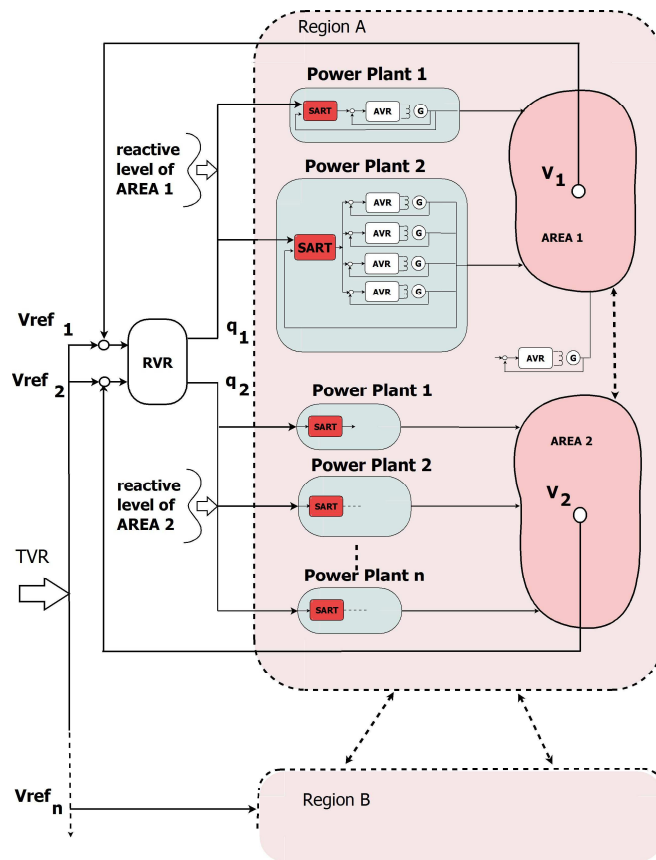 Region A
Power Plant 1
SART
AVR
G
reactive
level of
AREA 1
Power Plant 2
AVR
G
AVR
G
SART
AVR
G
AVR
G
V1
AREA 1
Vref 1
q1
RVR
AVR
G
Vref 2
q2
Power Plant 1
SART
AREA 2
Power Plant 2
reactive
level of
AREA 2
SART
V2
TVR
Power Plant n
SART
Vref n
Region B